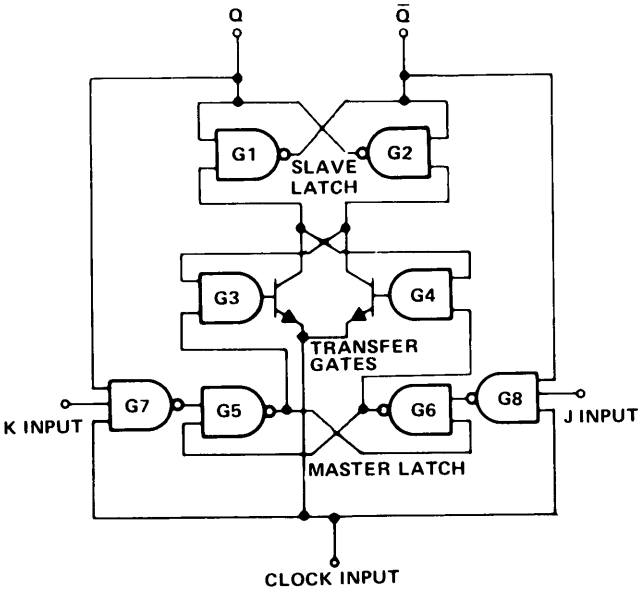 Q Q̅
G1 G2
SLAVE
LATCH
G3 G4
TRANSFER
GATES
G7 G5 G6 G8
K INPUT J INPUT
MASTER LATCH
CLOCK INPUT